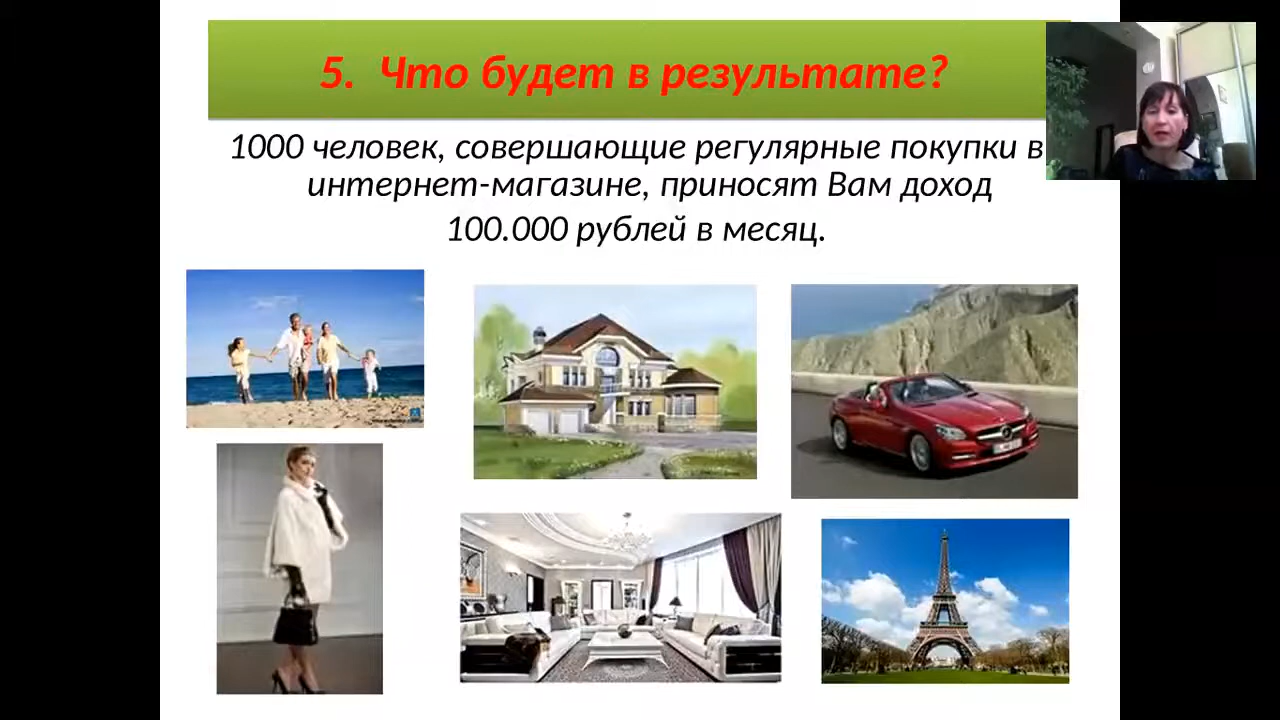 5. Что будет в результате?
1000 человек, совершающие регулярные покупки в
интернет-магазине, приносят Вам доход
100.000 рублей в месяц.